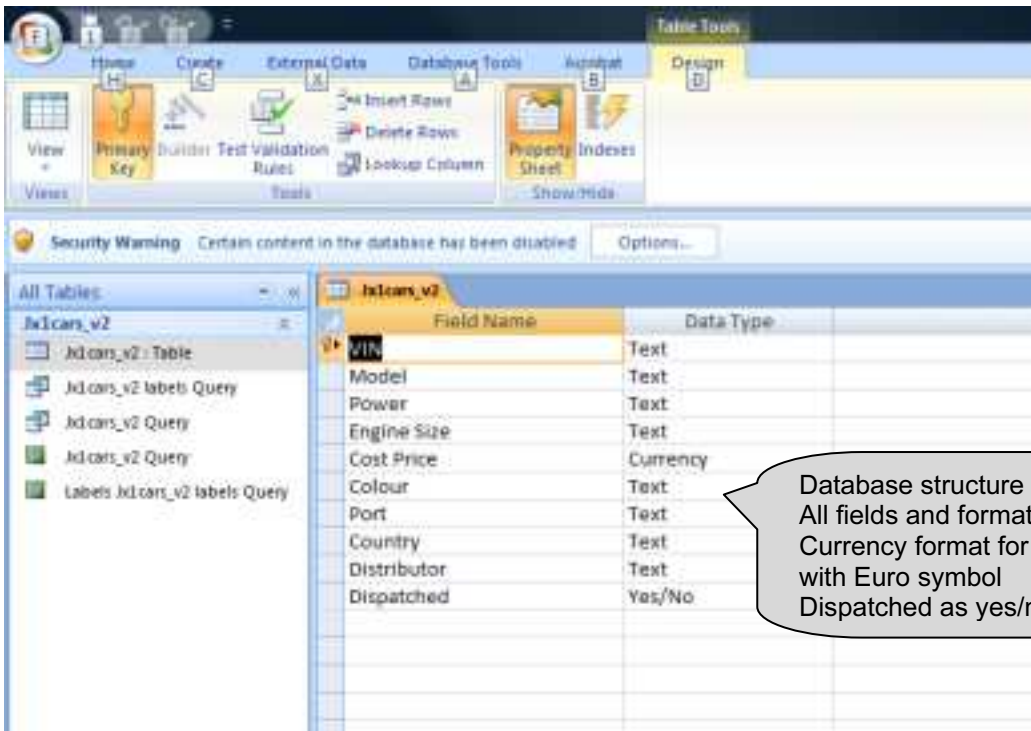 Table Tools
Home Create External Data Database Tools Acrobat Design
H C X A B D
View Primary Key Builder Test Validation Rules Insert Rows Delete Rows Lookup Column Property Sheet Indexes
Views Tools Show/Hide
Security Warning Certain content in the database has been disabled Options...
All Tables
Jx1cars_v2
Jx1cars_v2 : Table
Jx1cars_v2 labels Query
Jx1cars_v2 Query
Jx1cars_v2 Query
Labels Jx1cars_v2 labels Query
Jx1cars_v2
Field Name Data Type
VIN Text
Model Text
Power Text
Engine Size Text
Cost Price Currency
Colour Text
Port Text
Country Text
Distributor Text
Dispatched Yes/No
Database structure
All fields and format
Currency format for
with Euro symbol
Dispatched as yes/